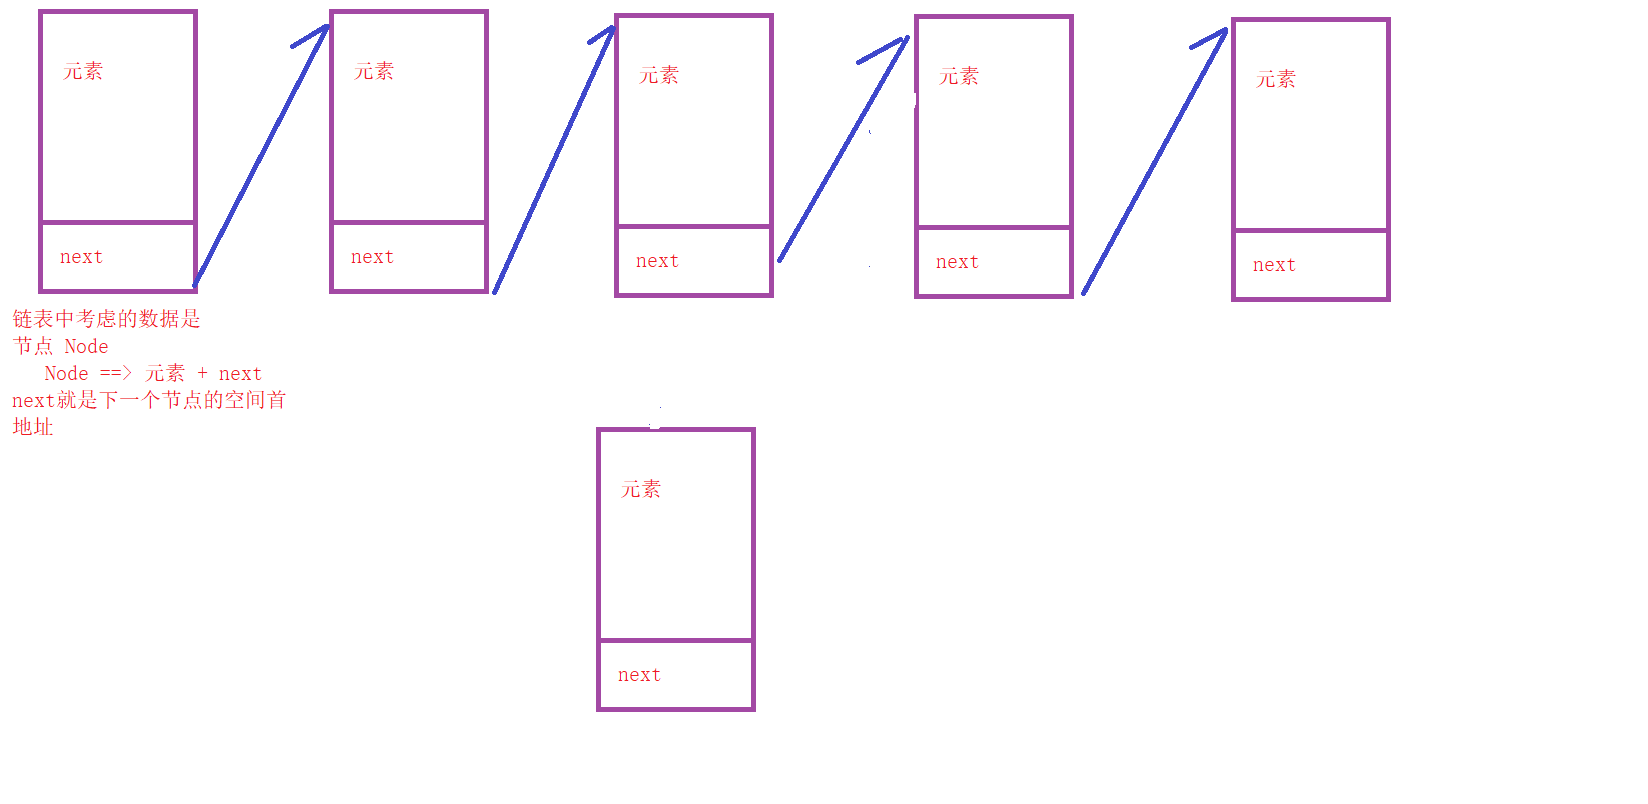 元素
元素
元素
元素
元素
next
next
next
next
next
链表中考虑的数据是
节点 Node
Node ==> 元素 + next
next就是下一个节点的空间首
地址
元素
next